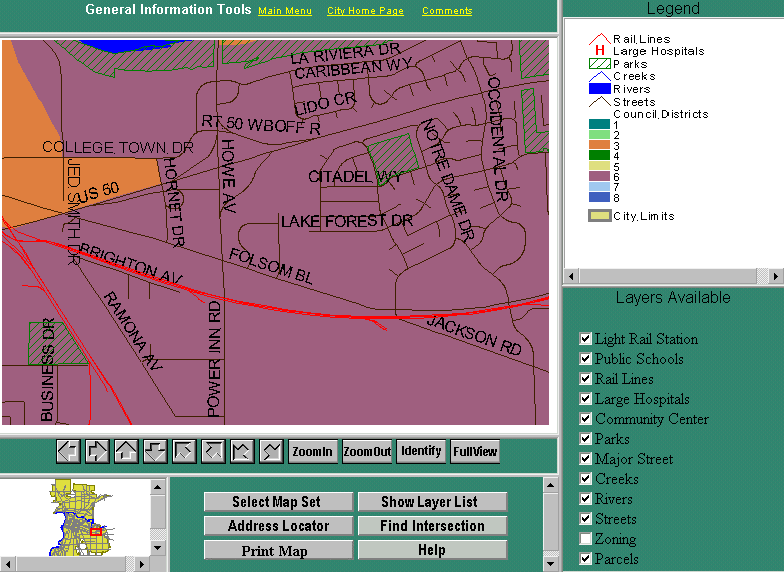 General Information Tools Main Menu City Home Page Comments
LA RIVIERA DR
CARIBBEAN WY
LIDO CR
OCCIDENTAL DR
RT 50 WBOFF R
COLLEGE TOWN DR
JED SMITH DR
HORNET DR
HOWE AV
NOTRE DAME DR
CITADEL WY
US 50
LAKE FOREST DR
BRIGHTON AV
FOLSOM BL
RAMONA AV
POWER INN RD
JACKSON RD
BUSINESS DR
ZoomIn ZoomOut Identify FullView
Select Map Set Show Layer List
Address Locator Find Intersection
Print Map Help
Legend
Rail,Lines
H Large Hospitals
Parks
Creeks
Rivers
Streets
Council,Districts
1
2
3
4
5
6
7
8
City,Limits
Layers Available
Light Rail Station
Public Schools
Rail Lines
Large Hospitals
Community Center
Parks
Major Street
Creeks
Rivers
Streets
Zoning
Parcels